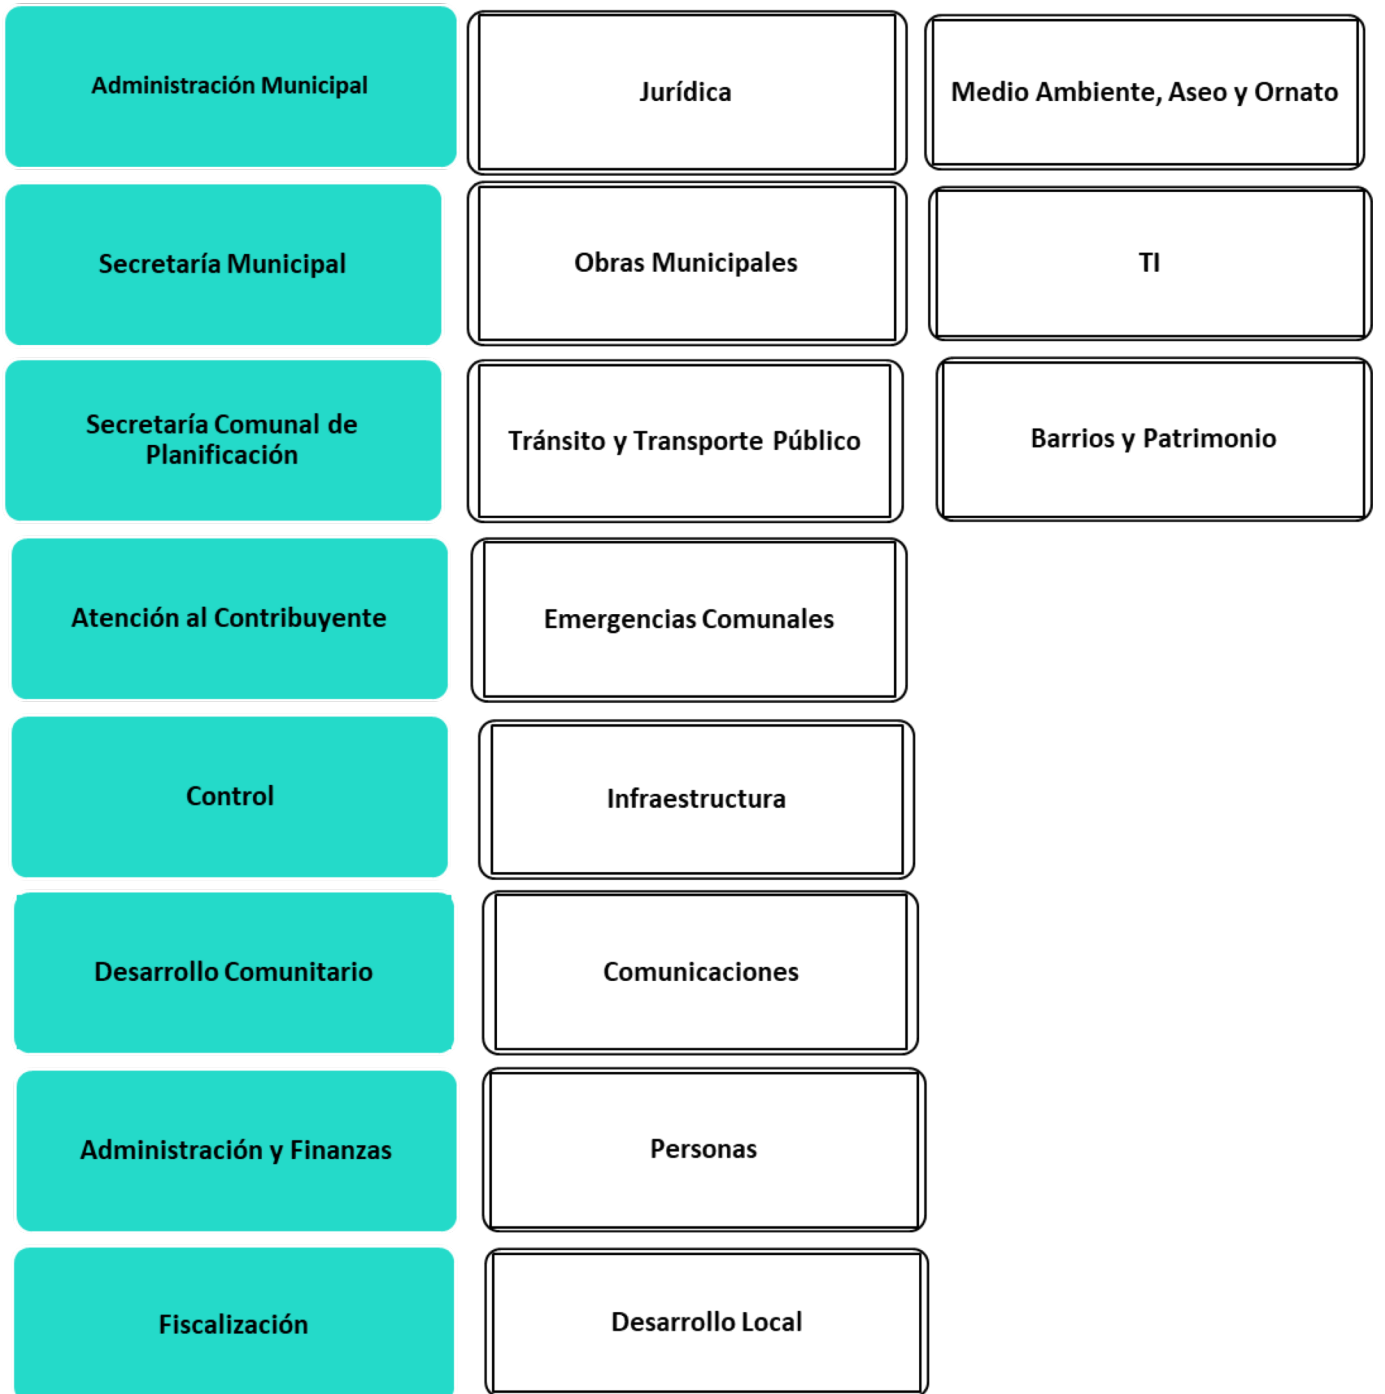 Administración Municipal
Jurídica
Medio Ambiente, Aseo y Ornato
Secretaría Municipal
Obras Municipales
TI
Secretaría Comunal de
Planificación
Tránsito y Transporte Público
Barrios y Patrimonio
Atención al Contribuyente
Emergencias Comunales
Control
Infraestructura
Desarrollo Comunitario
Comunicaciones
Administración y Finanzas
Personas
Fiscalización
Desarrollo Local